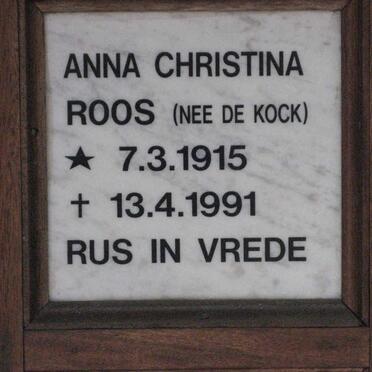 ANNA CHRISTINA
ROOS (NEE DE KOCK)
★ 7.3.1915
† 13.4.1991
RUS IN VREDE